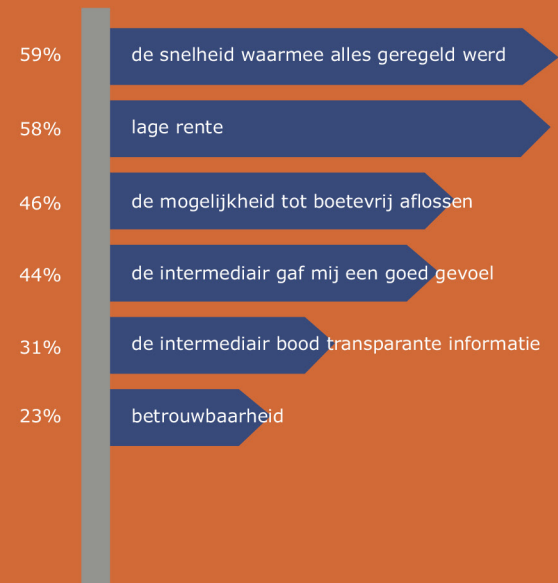 59% de snelheid waarmee alles geregeld werd
58% lage rente
46% de mogelijkheid tot boetevrij aflossen
44% de intermediair gaf mij een goed gevoel
31% de intermediair bood transparante informatie
23% betrouwbaarheid